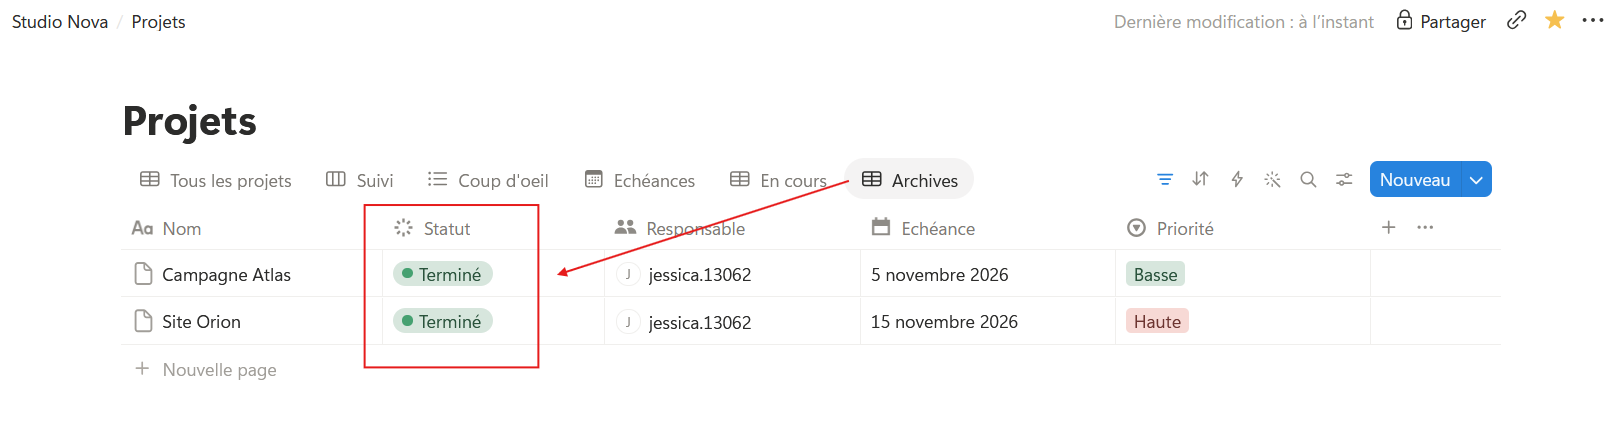 Studio Nova / Projets
Dernière modification : à l'instant
Partager
Projets
Tous les projets
Suivi
Coup d'oeil
Echéances
En cours
Archives
Nouveau
Aa Nom
Statut
Responsable
Echéance
Priorité
Campagne Atlas
Terminé
J jessica.13062
5 novembre 2026
Basse
Site Orion
Terminé
J jessica.13062
15 novembre 2026
Haute
+ Nouvelle page